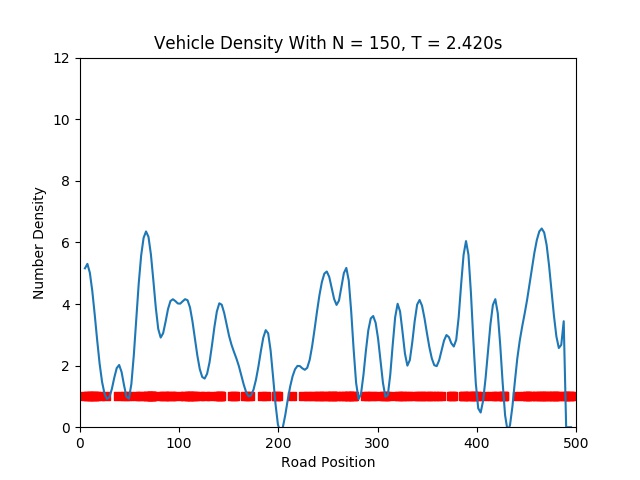 Vehicle Density With N = 150, T = 2.420s
12
10
8
6
4
2
0
Number Density
0 100 200 300 400 500
Road Position